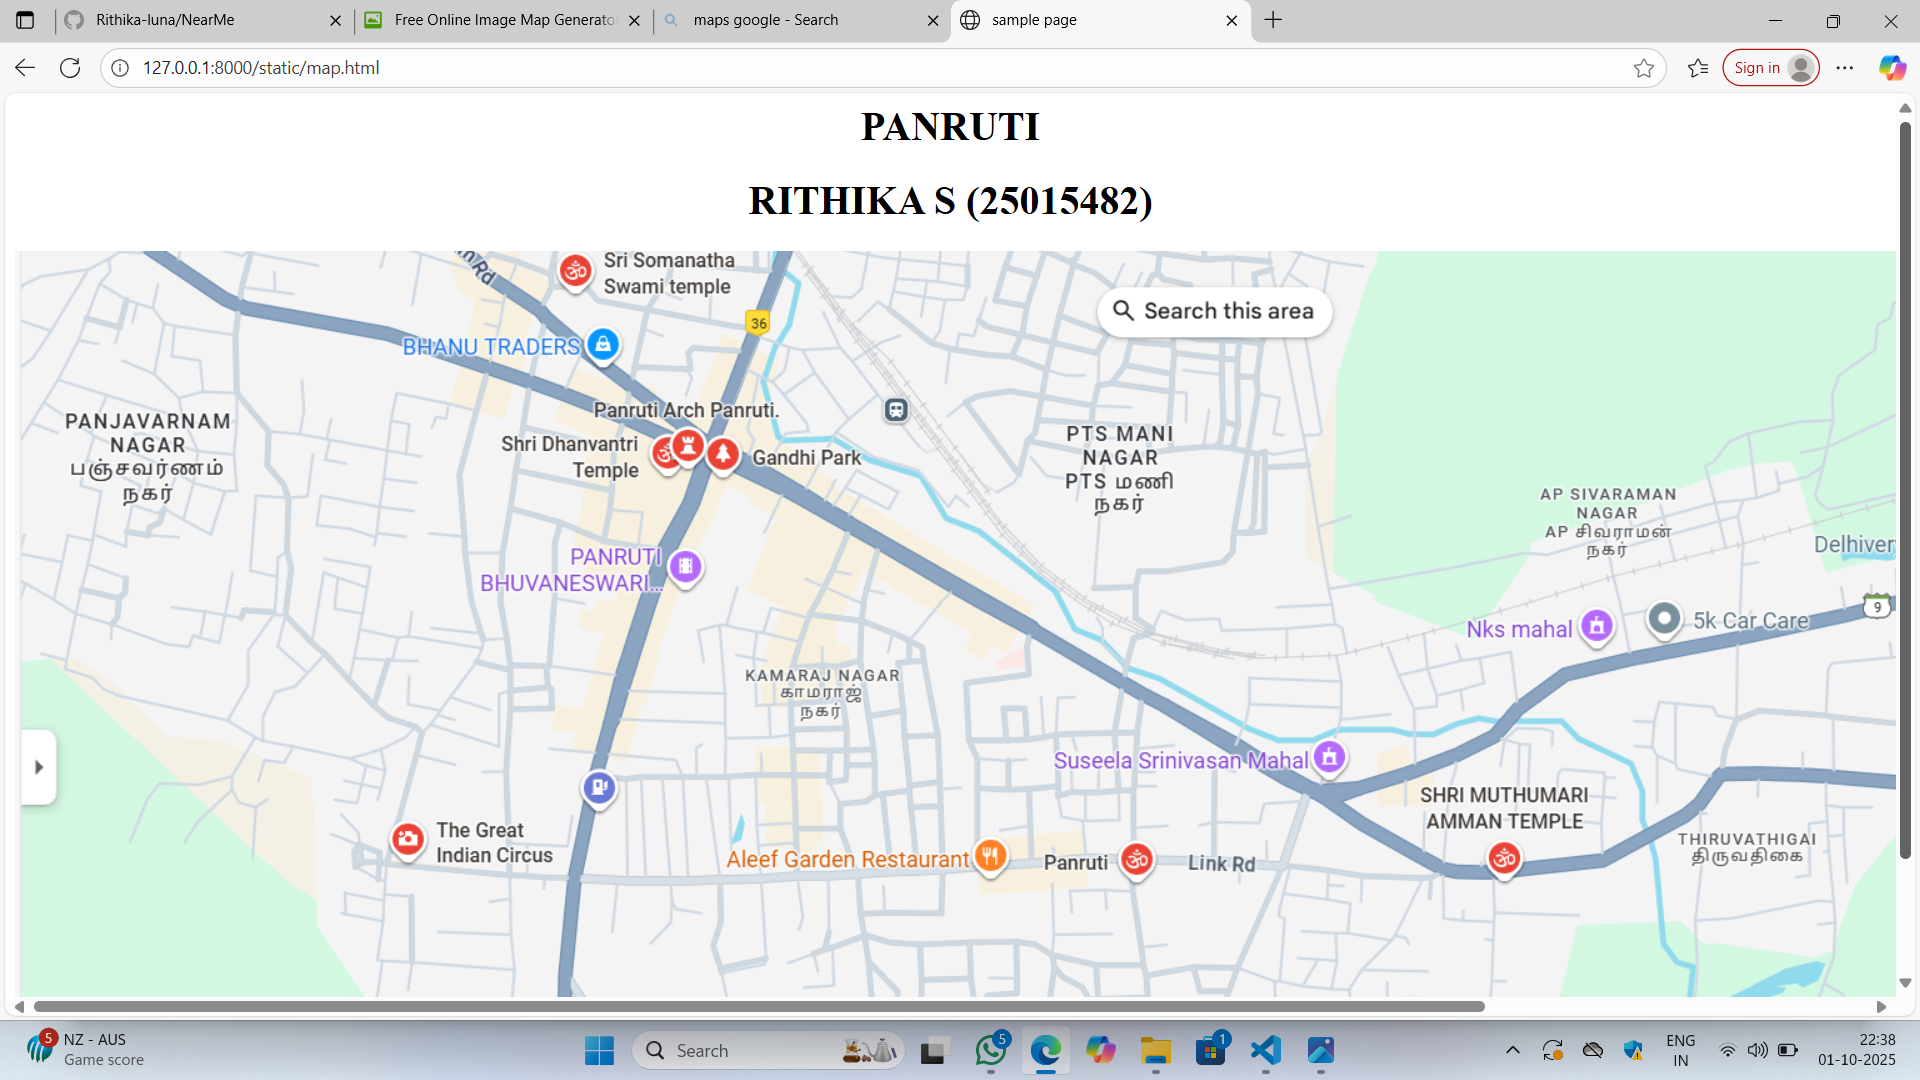 Rithika-luna/NearMe
Free Online Image Map Generato
maps google - Search
sample page
127.0.0.1:8000/static/map.html
Sign in
PANRUTI
RITHIKA S (25015482)
Sri Somanatha
Swami temple
Rd
36
Search this area
BHANU TRADERS
Panruti Arch Panruti.
Shri Dhanvantri
Temple
Gandhi Park
PANJAVARNAM
NAGAR
பஞ்சவர்ணம்
நகர்
PTS MANI
NAGAR
PTS மணி
நகர்
AP SIVARAMAN
NAGAR
AP சிவராமன்
நகர்
Delhiver
PANRUTI
BHUVANESWARI...
9
Nks mahal
5k Car Care
KAMARAJ NAGAR
காமராஜ்
நகர்
Suseela Srinivasan Mahal
SHRI MUTHUMARI
AMMAN TEMPLE
The Great
Indian Circus
Aleef Garden Restaurant
Panruti
Link Rd
THIRUVATHIGAI
திருவதிகை
5
NZ - AUS
Game score
Search
5
1
ENG
IN
22:38
01-10-2025